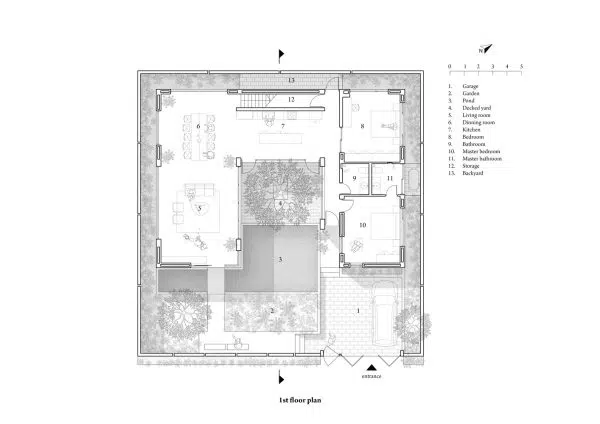 N
0 1 2 3 4 5
1. Garage
2. Garden
3. Pond
4. Decked yard
5. Living room
6. Dinning room
7. Kitchen
8. Bedroom
9. Bathroom
10. Master bedroom
11. Master bathroom
12. Storage
13. Backyard
13
12
6
7
8
9
11
5
4
10
3
2
1
entrance
1st floor plan